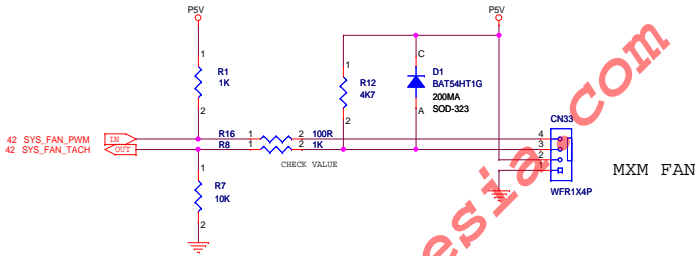 P5V
P5V
1
R1
1K
2
1
R12
4K7
2
C
D1
BAT54HT1G
200MA
SOD-323
A
CN33
42 SYS_FAN_PWM IN
R16 1 2 100R
4
42 SYS_FAN_TACH OUT
R8 1 2 1K
3
2
1
CHECK VALUE
MXM FAN
1
R7
10K
2
WFR1X4P
esia.com